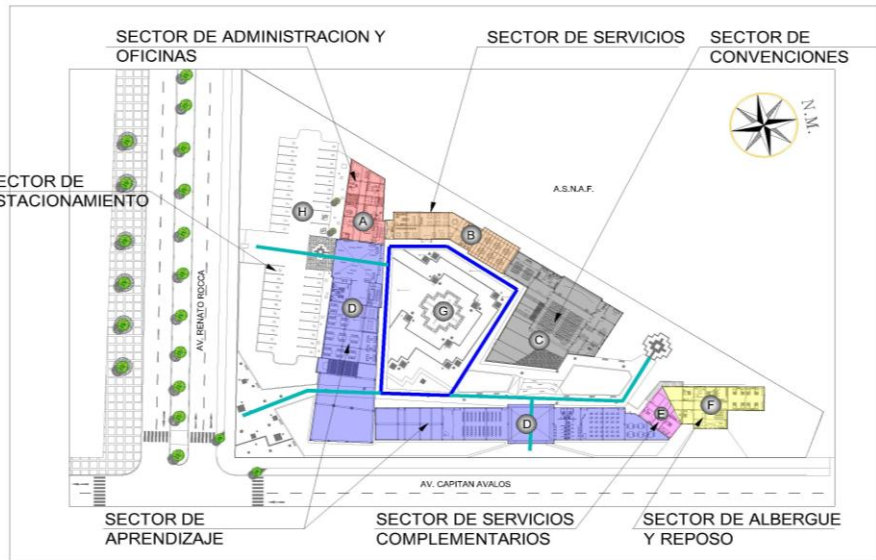 SECTOR DE ADMINISTRACION Y
OFICINAS
SECTOR DE SERVICIOS
SECTOR DE
CONVENCIONES
N.M.
A.S.N.A.F.
ECTOR DE
STACIONAMIENTO
H
A
B
D
G
C
AV. RENATO ROCCA
D
E
F
AV. CAPITAN AVALOS
SECTOR DE
APRENDIZAJE
SECTOR DE SERVICIOS
COMPLEMENTARIOS
SECTOR DE ALBERGUE
Y REPOSO